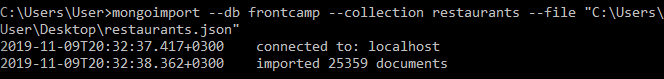 C:\Users\User>mongoimport --db frontcamp --collection restaurants --file "C:\Users\
User\Desktop\restaurants.json"
2019-11-09T20:32:37.417+0300    connected to: localhost
2019-11-09T20:32:38.362+0300    imported 25359 documents